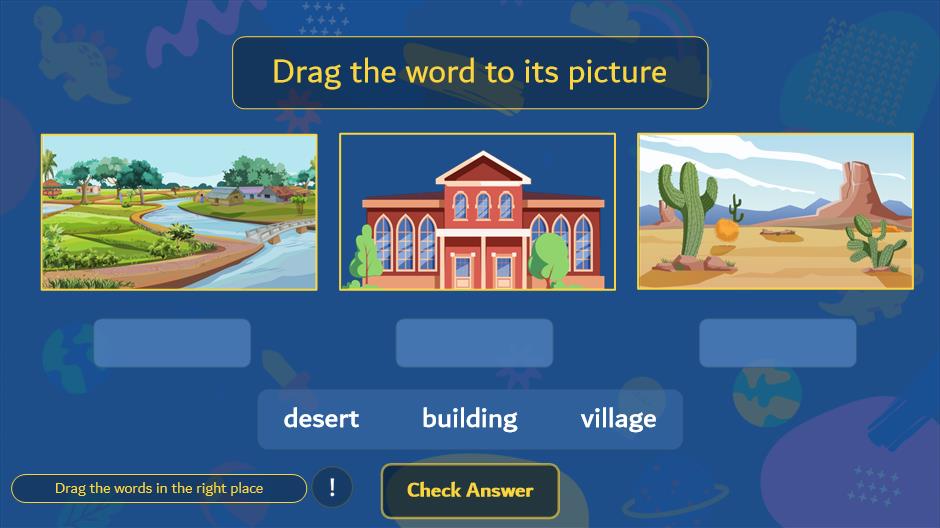 Drag the word to its picture
desert building village
Drag the words in the right place
!
Check Answer